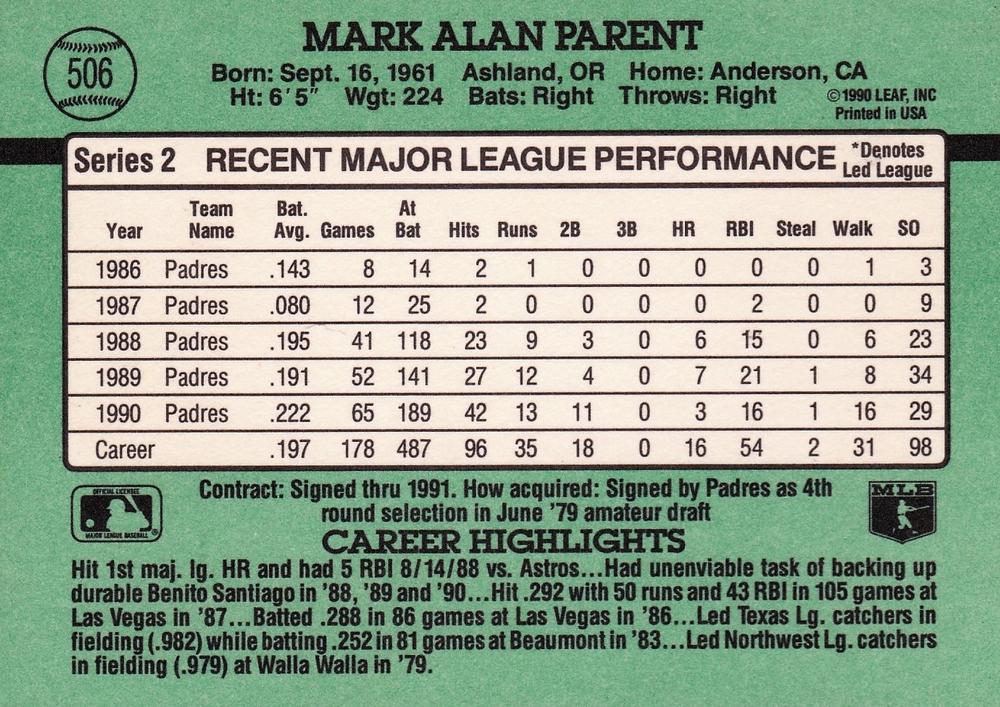 506
MARK ALAN PARENT
Born: Sept. 16, 1961 Ashland, OR Home: Anderson, CA
Ht: 6'5" Wgt: 224 Bats: Right Throws: Right
©1990 LEAF, INC
Printed in USA
Series 2 RECENT MAJOR LEAGUE PERFORMANCE *Denotes Led League
Year Team Name Bat. Avg. Games At Bat Hits Runs 2B 3B HR RBI Steal Walk SO
1986 Padres .143 8 14 2 1 0 0 0 0 0 1 3
1987 Padres .080 12 25 2 0 0 0 0 2 0 0 9
1988 Padres .195 41 118 23 9 3 0 6 15 0 6 23
1989 Padres .191 52 141 27 12 4 0 7 21 1 8 34
1990 Padres .222 65 189 42 13 11 0 3 16 1 16 29
Career .197 178 487 96 35 18 0 16 54 2 31 98
OFFICIAL LICENSEE
MAJOR LEAGUE BASEBALL
®
Contract: Signed thru 1991. How acquired: Signed by Padres as 4th
round selection in June '79 amateur draft
MLB
CAREER HIGHLIGHTS
Hit 1st maj. lg. HR and had 5 RBI 8/14/88 vs. Astros...Had unenviable task of backing up
durable Benito Santiago in '88, '89 and '90...Hit .292 with 50 runs and 43 RBI in 105 games at
Las Vegas in '87...Batted .288 in 86 games at Las Vegas in '86...Led Texas Lg. catchers in
fielding (.982) while batting .252 in 81 games at Beaumont in '83...Led Northwest Lg. catchers
in fielding (.979) at Walla Walla in '79.